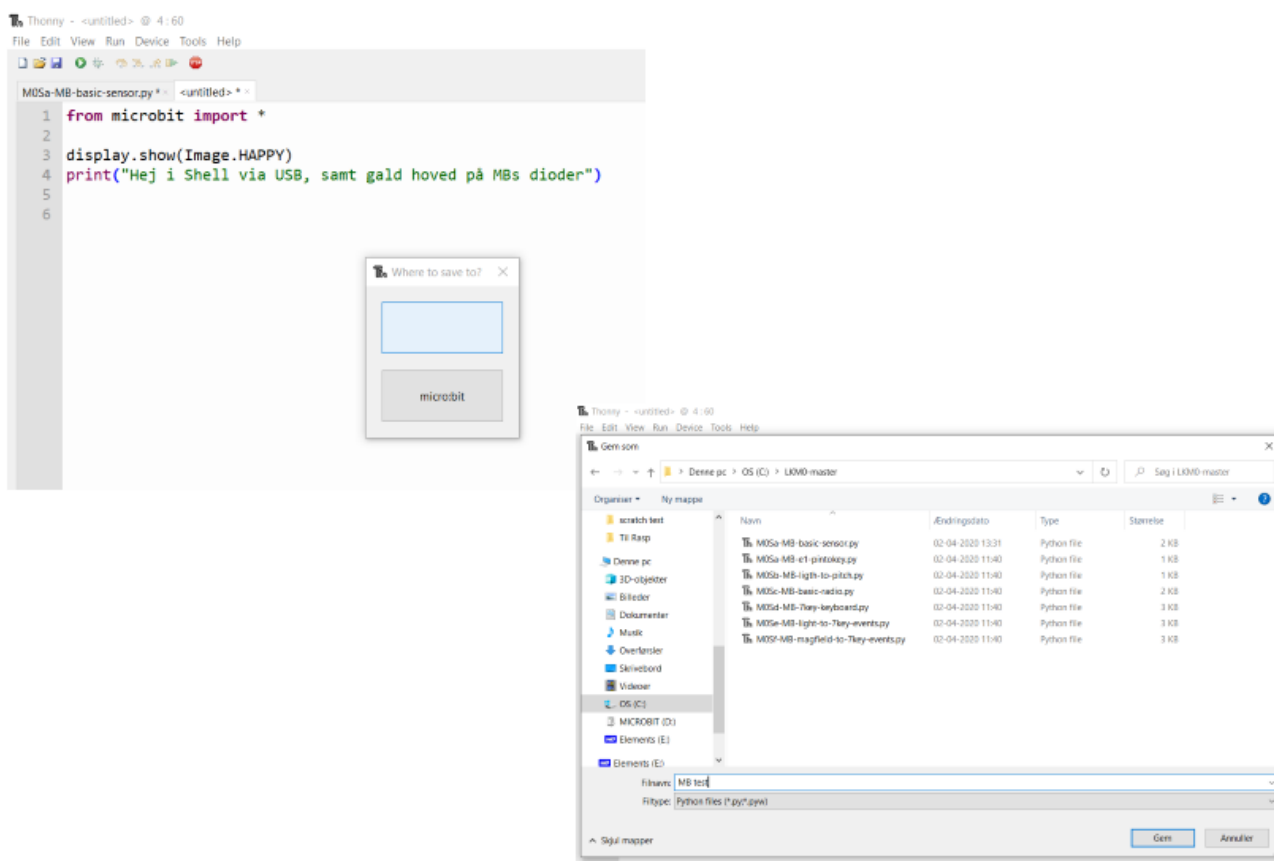 Thonny - <untitled> @ 4:60
File Edit View Run Device Tools Help
M0Sa-MB-basic-sensor.py * <untitled> *
1 from microbit import *
2
3 display.show(Image.HAPPY)
4 print("Hej i Shell via USB, samt gald hoved på MBs dioder")
5
6
Where to save to?
micro:bit
Thonny - <untitled> @ 4:60
File Edit View Run Device Tools Help
Gem som
Denne pc > OS (C:) > LKM0-master
Søg i LKM0-master
Organiser Ny mappe
scratch test
Til Rasp
Denne pc
3D-objekter
Billeder
Dokumenter
Musik
Overførsler
Skrivebord
Videoer
OS (C:)
MICROBIT (D:)
Elements (E:)
Elements (E:)
Navn Ændringsdato Type Størrelse
M0Sa-MB-basic-sensor.py 02-04-2020 13:31 Python file 2 KB
M0Sa-MB-e1-pintokey.py 02-04-2020 11:40 Python file 1 KB
M0Sb-MB-ligth-to-pitch.py 02-04-2020 11:40 Python file 1 KB
M0Sc-MB-basic-radio.py 02-04-2020 11:40 Python file 2 KB
M0Sd-MB-7key-keyboard.py 02-04-2020 11:40 Python file 3 KB
M0Se-MB-light-to-7key-events.py 02-04-2020 11:40 Python file 3 KB
M0Sf-MB-magfield-to-7key-events.py 02-04-2020 11:40 Python file 3 KB
Filnavn: MB test
Filtype: Python files (*.py;*.pyw)
Skjul mapper
Gem Annuller